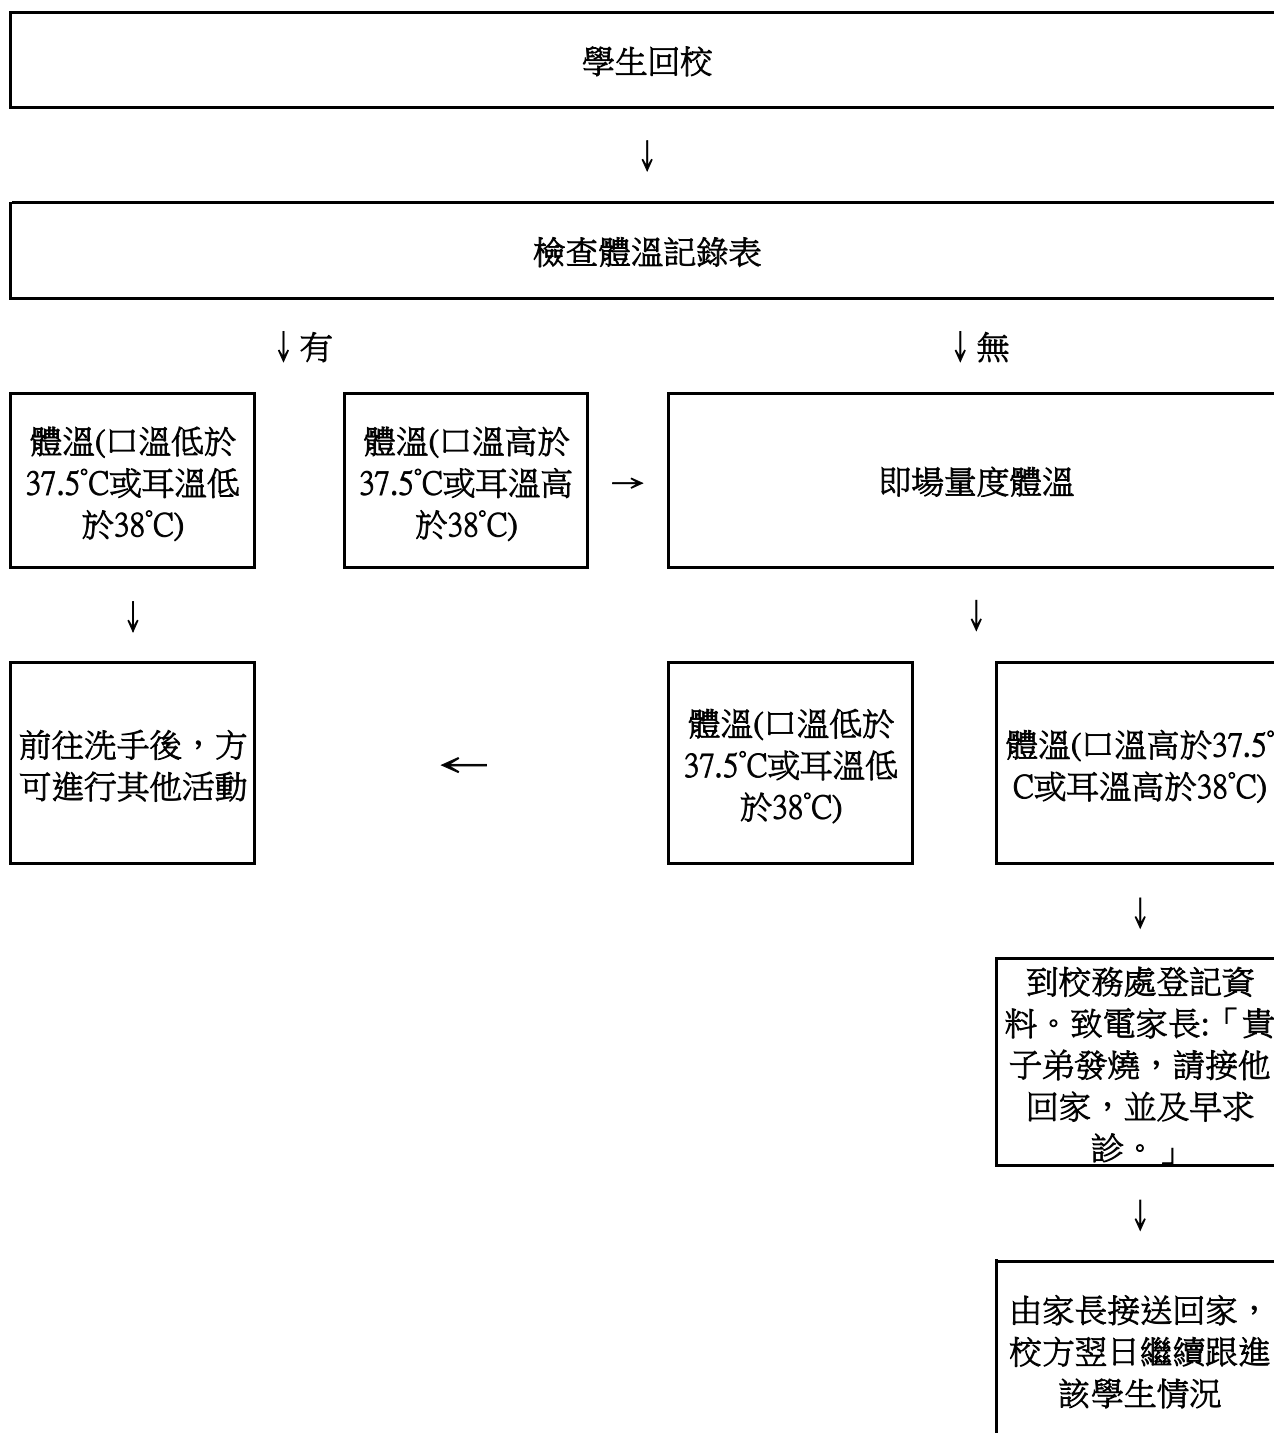 學生回校
↓
檢查體溫記錄表
↓有
↓無
體溫(口溫低於
37.5°C或耳溫低
於38°C)
體溫(口溫高於
37.5°C或耳溫高
於38°C)
→
即場量度體溫
↓
↓
前往洗手後，方
可進行其他活動
←
體溫(口溫低於
37.5°C或耳溫低
於38°C)
體溫(口溫高於37.5°
C或耳溫高於38°C)
↓
到校務處登記資
料。致電家長:「貴
子弟發燒，請接他
回家，並及早求
診。」
↓
由家長接送回家，
校方翌日繼續跟進
該學生情況